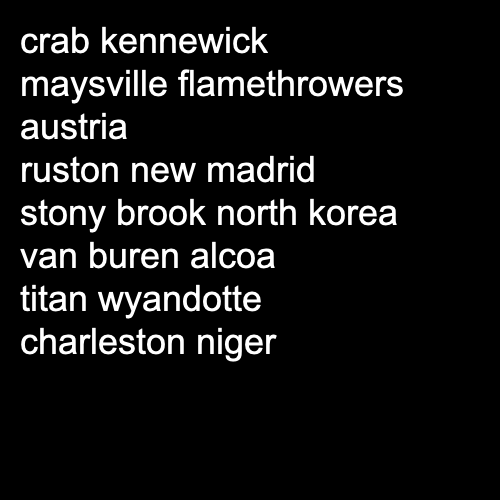 crab kennewick
maysville flamethrowers
austria
ruston new madrid
stony brook north korea
van buren alcoa
titan wyandotte
charleston niger